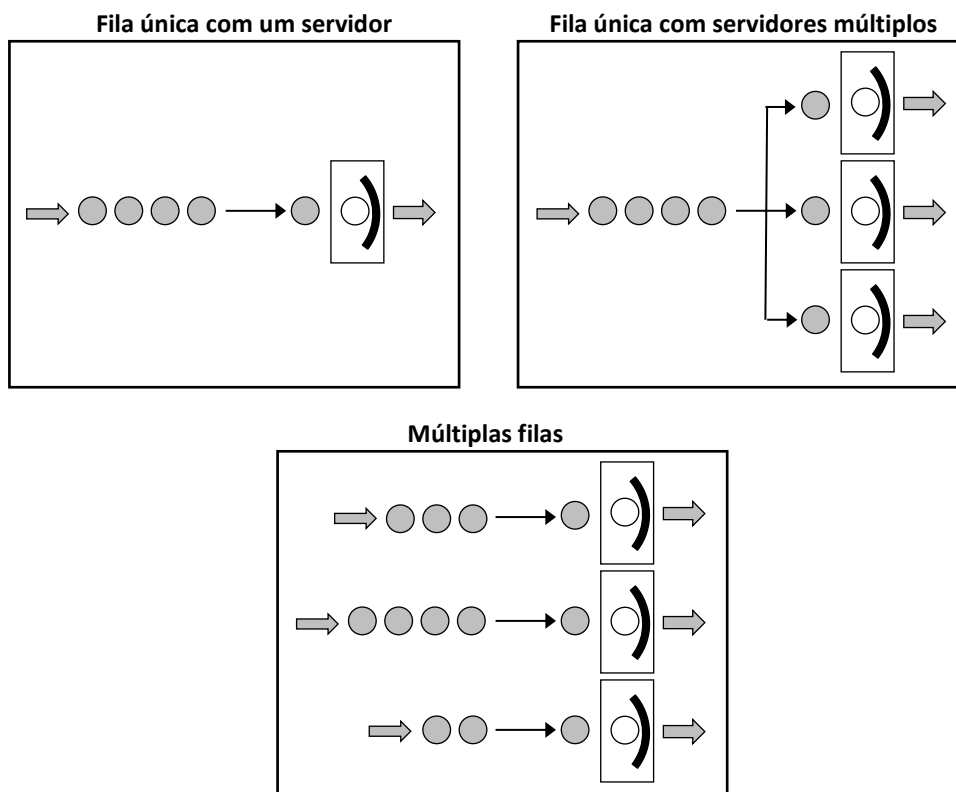 Fila única com um servidor
Fila única com servidores múltiplos
Múltiplas filas